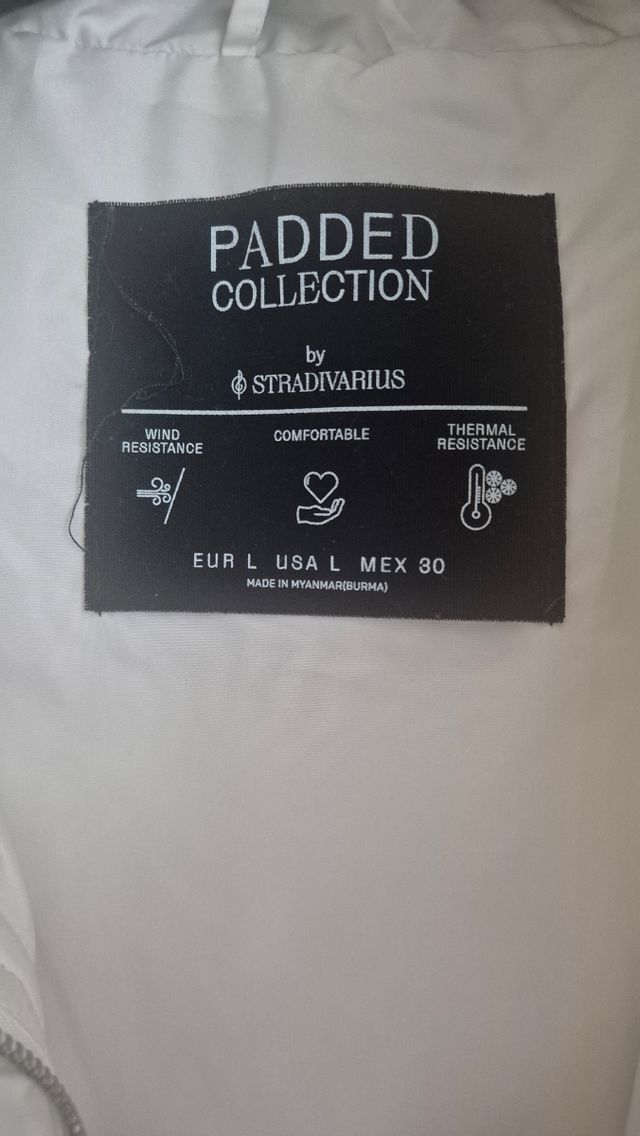 PADDED
COLLECTION
by
STRADIVARIUS
WIND
RESISTANCE
COMFORTABLE
THERMAL
RESISTANCE
EUR L USA L MEX 30
MADE IN MYANMAR(BURMA)